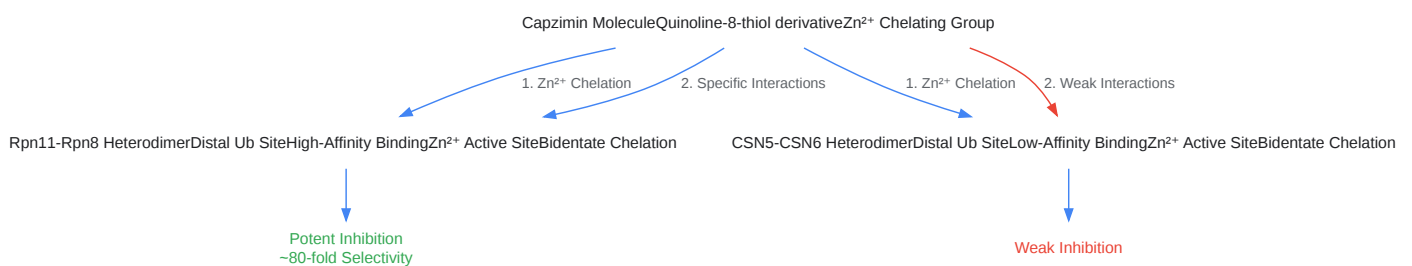 Capzimin MoleculeQuinoline-8-thiol derivativeZn²⁺ Chelating Group
1. Zn²⁺ Chelation
2. Specific Interactions
1. Zn²⁺ Chelation
2. Weak Interactions
Rpn11-Rpn8 HeterodimerDistal Ub SiteHigh-Affinity BindingZn²⁺ Active SiteBidentate Chelation
CSN5-CSN6 HeterodimerDistal Ub SiteLow-Affinity BindingZn²⁺ Active SiteBidentate Chelation
Potent Inhibition
~80-fold Selectivity
Weak Inhibition